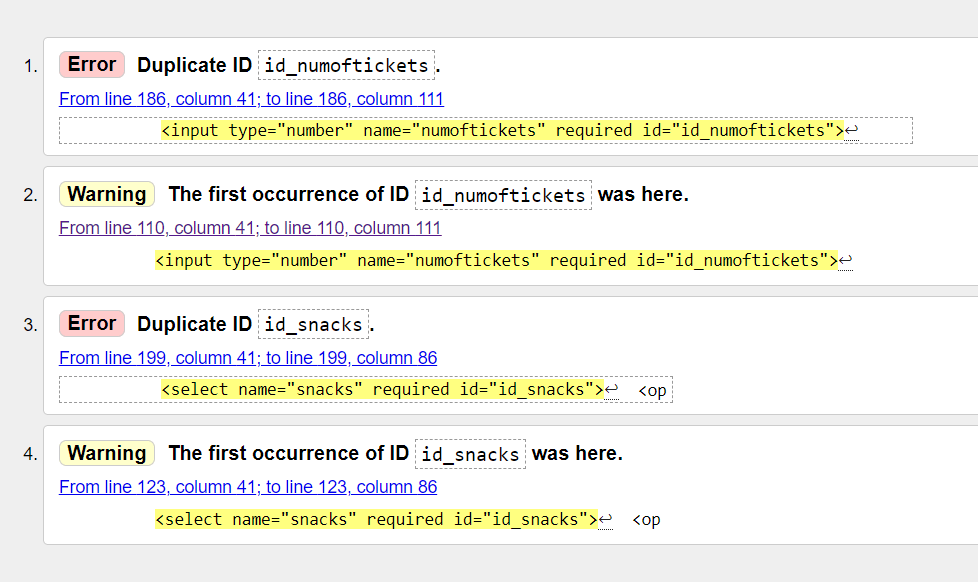 1. Error Duplicate ID id_numoftickets.
From line 186, column 41; to line 186, column 111
<input type="number" name="numoftickets" required id="id_numoftickets">↩
2. Warning The first occurrence of ID id_numoftickets was here.
From line 110, column 41; to line 110, column 111
<input type="number" name="numoftickets" required id="id_numoftickets">↩
3. Error Duplicate ID id_snacks.
From line 199, column 41; to line 199, column 86
<select name="snacks" required id="id_snacks">↩ <op
4. Warning The first occurrence of ID id_snacks was here.
From line 123, column 41; to line 123, column 86
<select name="snacks" required id="id_snacks">↩ <op